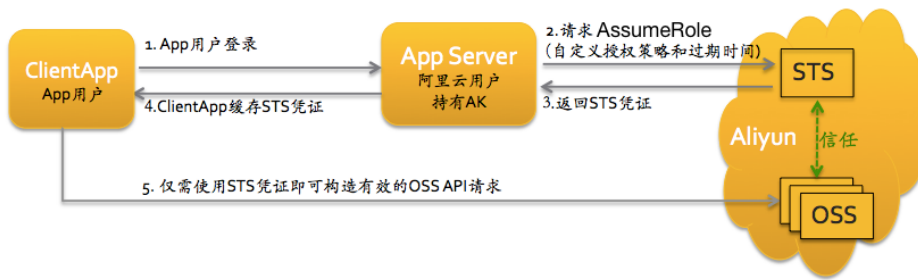 1. App用户登录
2.请求 AssumeRole
(自定义授权策略和过期时间)
ClientApp
App用户
App Server
阿里云用户
持有AK
STS
4.ClientApp缓存STS凭证
3.返回STS凭证
Aliyun
信任
5. 仅需使用STS凭证即可构造有效的OSS API请求
OSS